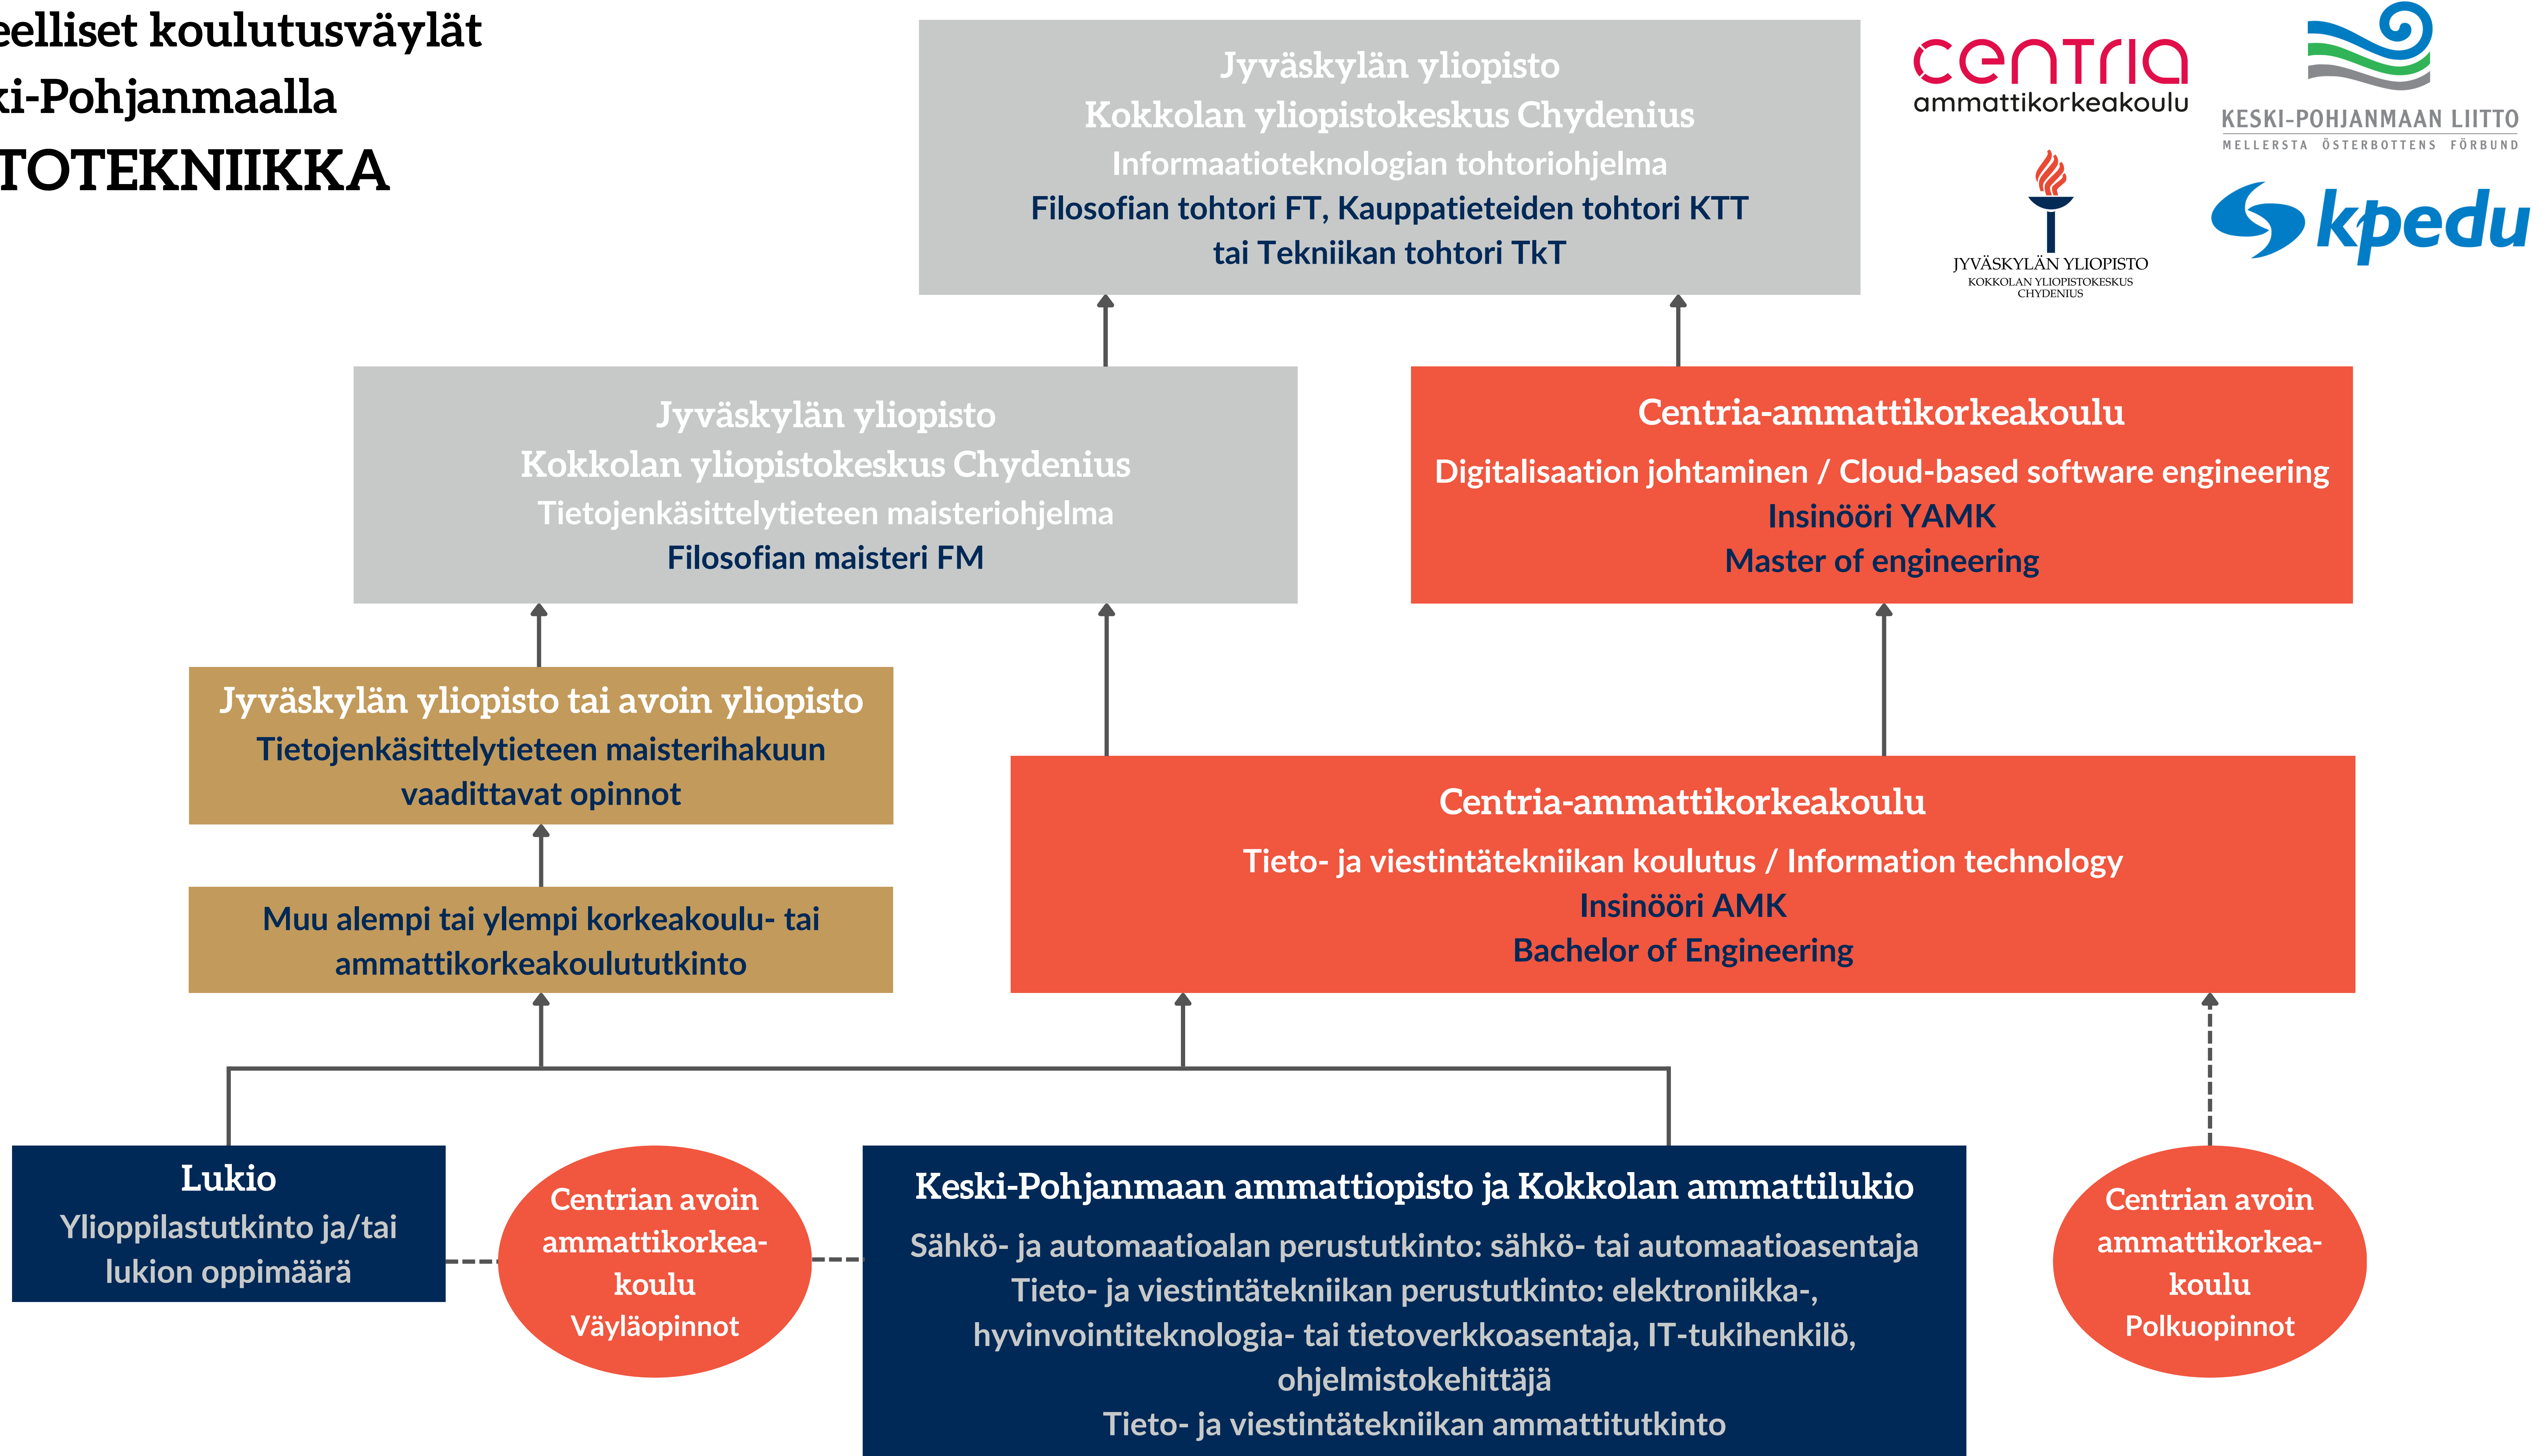 eelliset koulutusväylät
ki-Pohjanmaalla
TOTEKNIIKKA
Jyväskylän yliopisto
Kokkolan yliopistokeskus Chydenius
Informaatioteknologian tohtoriohjelma
Filosofian tohtori FT, Kauppatieteiden tohtori KTT
tai Tekniikan tohtori TkT
centria
ammattikorkeakoulu
KESKI-POHJANMAAN LIITTO
MELLERSTA ÖSTERBOTTENS FÖRBUND
JYVÄSKYLÄN YLIOPISTO
KOKKOLAN YLIOPISTOKESKUS
CHYDENIUS
kpedu
Jyväskylän yliopisto
Kokkolan yliopistokeskus Chydenius
Tietojenkäsittelytieteen maisteriohjelma
Filosofian maisteri FM
Centria-ammattikorkeakoulu
Digitalisaation johtaminen / Cloud-based software engineering
Insinööri YAMK
Master of engineering
Jyväskylän yliopisto tai avoin yliopisto
Tietojenkäsittelytieteen maisterihakuun
vaadittavat opinnot
Muu alempi tai ylempi korkeakoulu- tai
ammattikorkeakoulututkinto
Centria-ammattikorkeakoulu
Tieto- ja viestintätekniikan koulutus / Information technology
Insinööri AMK
Bachelor of Engineering
Lukio
Ylioppilastutkinto ja/tai
lukion oppimäärä
Centrian avoin
ammattikorkea-
koulu
Väyläopinnot
Keski-Pohjanmaan ammattiopisto ja Kokkolan ammattilukio
Sähkö- ja automaatioalan perustutkinto: sähkö- tai automaatioasentaja
Tieto- ja viestintätekniikan perustutkinto: elektroniikka-,
hyvinvointiteknologia- tai tietoverkkoasentaja, IT-tukihenkilö,
ohjelmistokehittäjä
Tieto- ja viestintätekniikan ammattitutkinto
Centrian avoin
ammattikorkea-
koulu
Polkuopinnot